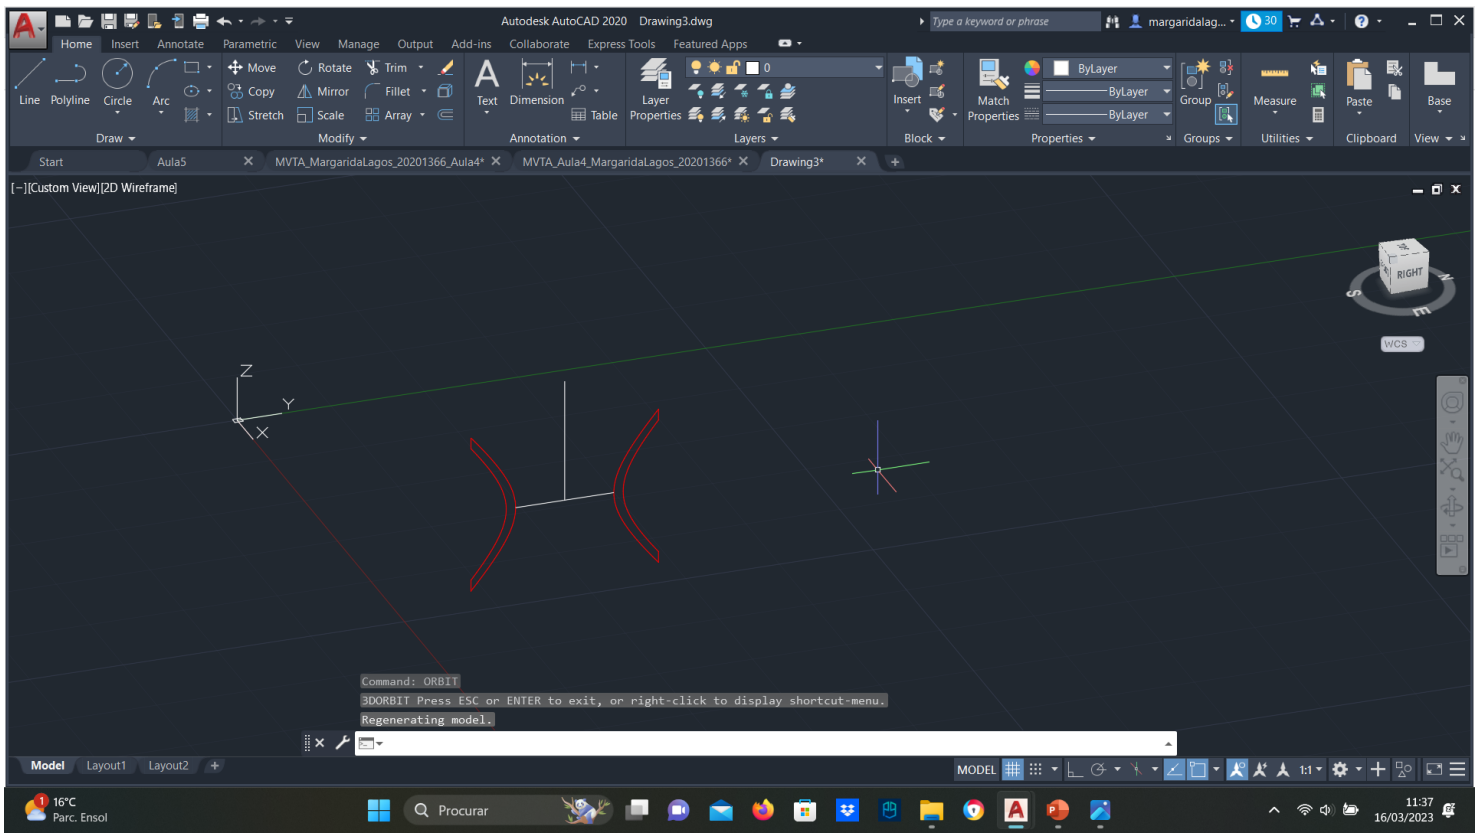 Autodesk AutoCAD 2020 Drawing3.dwg
Type a keyword or phrase
margaridalag...
30
Home Insert Annotate Parametric View Manage Output Add-ins Collaborate Express Tools Featured Apps
Move Rotate Trim 0 ByLayer
Copy Mirror Fillet ByLayer
Line Polyline Circle Arc Text Dimension Layer Insert Match Group Measure Paste Base
Stretch Scale Array Table Properties Properties ByLayer
Draw Modify Annotation Layers Block Properties Groups Utilities Clipboard View
Start Aula5 MVTA_MargaridaLagos_20201366_Aula4* MVTA_Aula4_MargaridaLagos_20201366* Drawing3*
[−][Custom View][2D Wireframe]
RIGHT
N
S
E
WCS
Z
Y
X
Command: ORBIT
3DORBIT Press ESC or ENTER to exit, or right-click to display shortcut-menu.
Regenerating model.
Model Layout1 Layout2
MODEL 1:1
1
16°C
Parc. Ensol
Procurar
11:37
16/03/2023